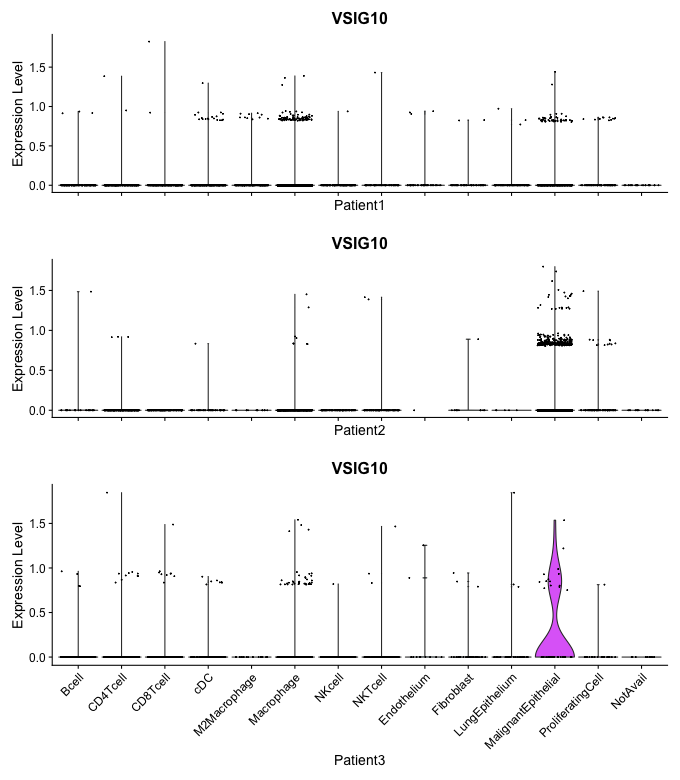 VSIG10
Expression Level
1.5
1.0
0.5
0.0
Patient1
VSIG10
Expression Level
1.5
1.0
0.5
0.0
Patient2
VSIG10
Expression Level
1.5
1.0
0.5
0.0
Bcell
CD4Tcell
CD8Tcell
cDC
M2Macrophage
Macrophage
NKcell
NKTcell
Endothelium
Fibroblast
LungEpithelium
MalignantEpithelial
ProliferatingCell
NotAvail
Patient3